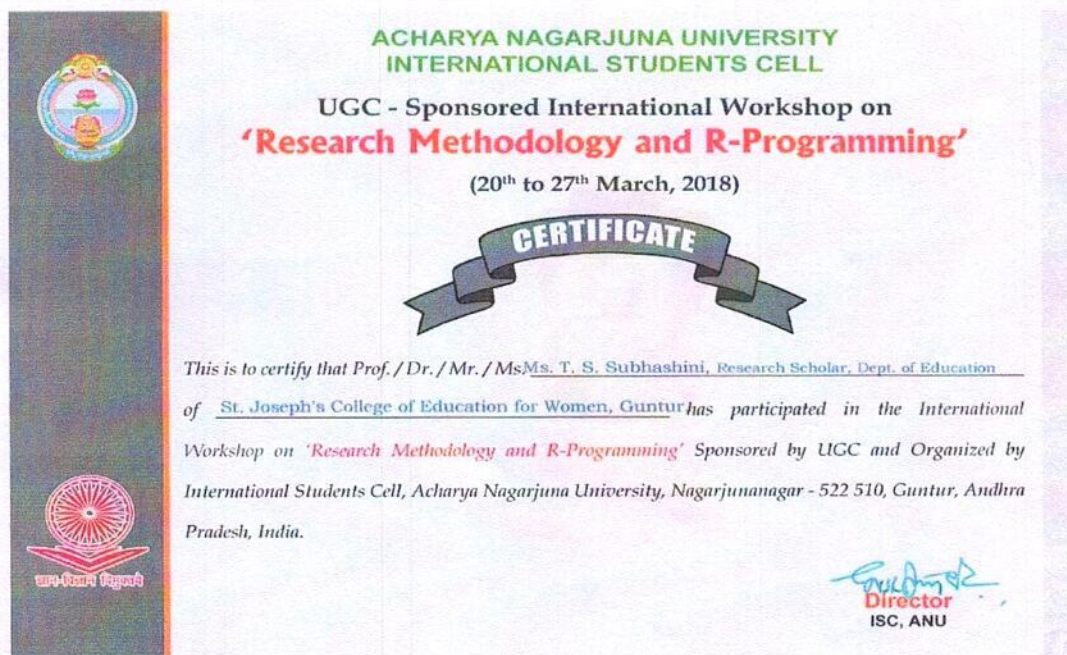 ACHARYA NAGARJUNA UNIVERSITY
INTERNATIONAL STUDENTS CELL
UGC - Sponsored International Workshop on
'Research Methodology and R-Programming'
(20th to 27th March, 2018)
CERTIFICATE
This is to certify that Prof./Dr./Mr./Ms.Ms. T. S. Subhashini, Research Scholar, Dept. of Education
of St. Joseph's College of Education for Women, Guntur has participated in the International
Workshop on 'Research Methodology and R-Programming' Sponsored by UGC and Organized by
International Students Cell, Acharya Nagarjuna University, Nagarjunanagar - 522 510, Guntur, Andhra
Pradesh, India.
ज्ञान-विज्ञान विमुक्तये
Director
ISC, ANU